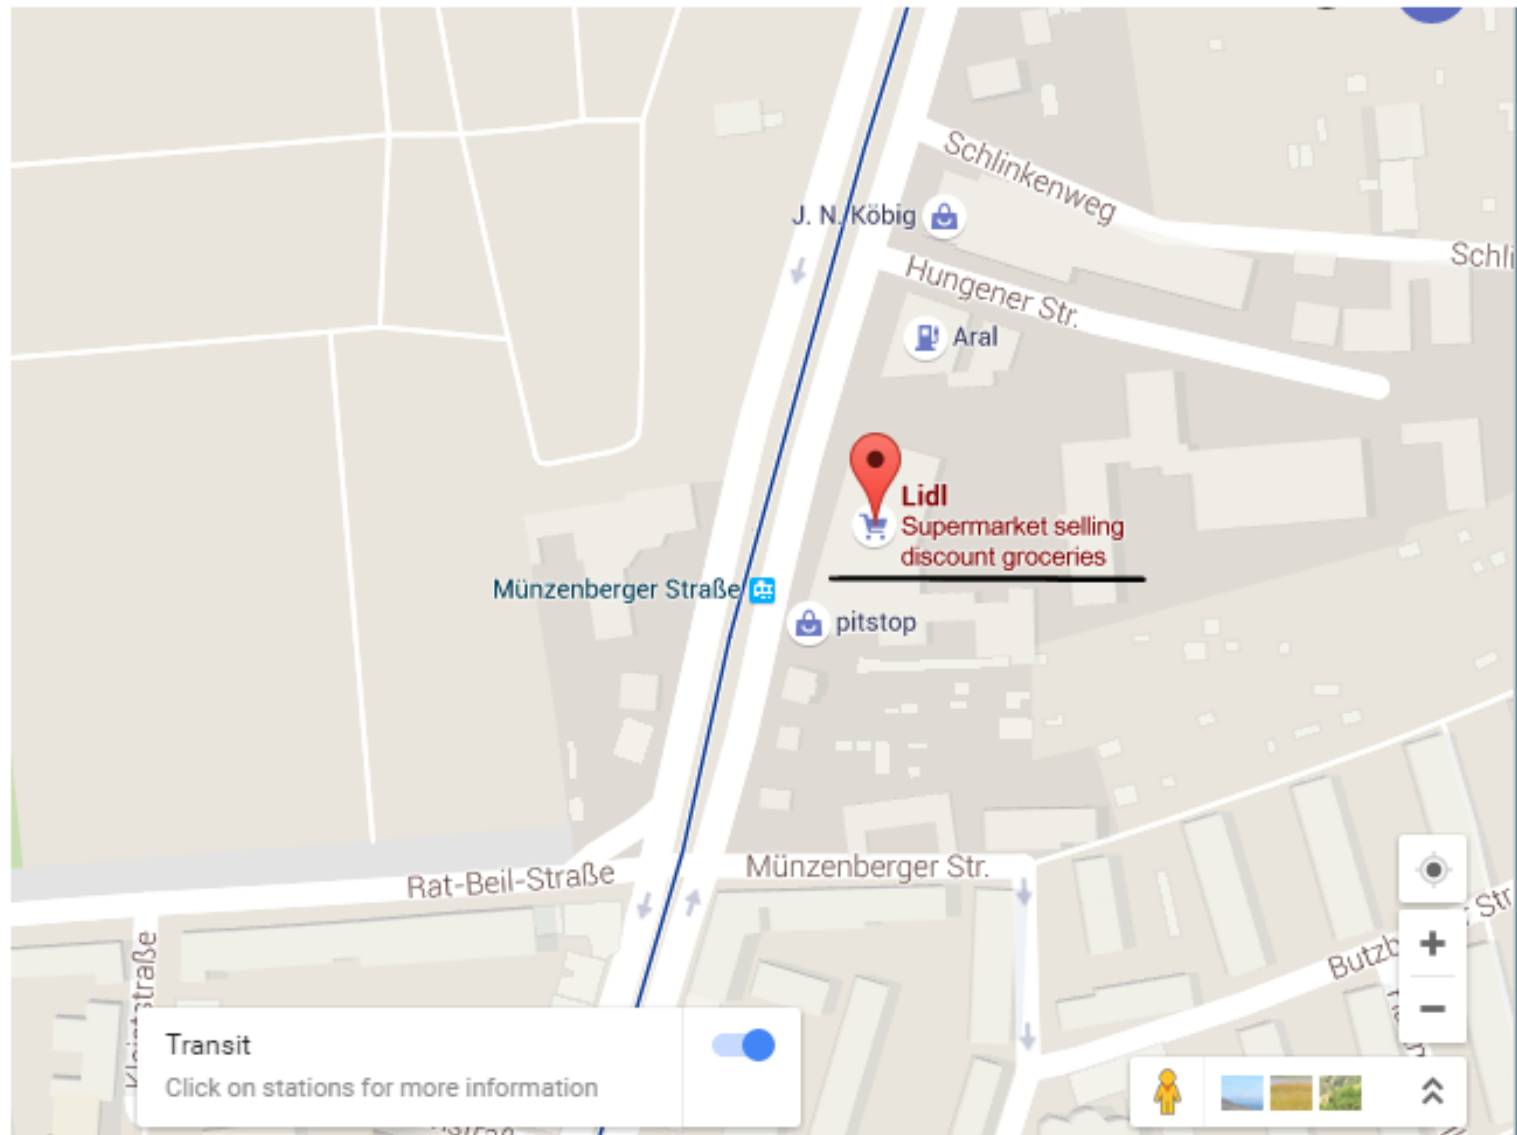 Schlinkenweg
J. N. Köbig
Schli
Hungener Str.
Aral
Lidl
Supermarket selling
discount groceries
Münzenberger Straße
pitstop
Münzenberger Str.
Rat-Beil-Straße
Str
Butzb
Transit
Click on stations for more information